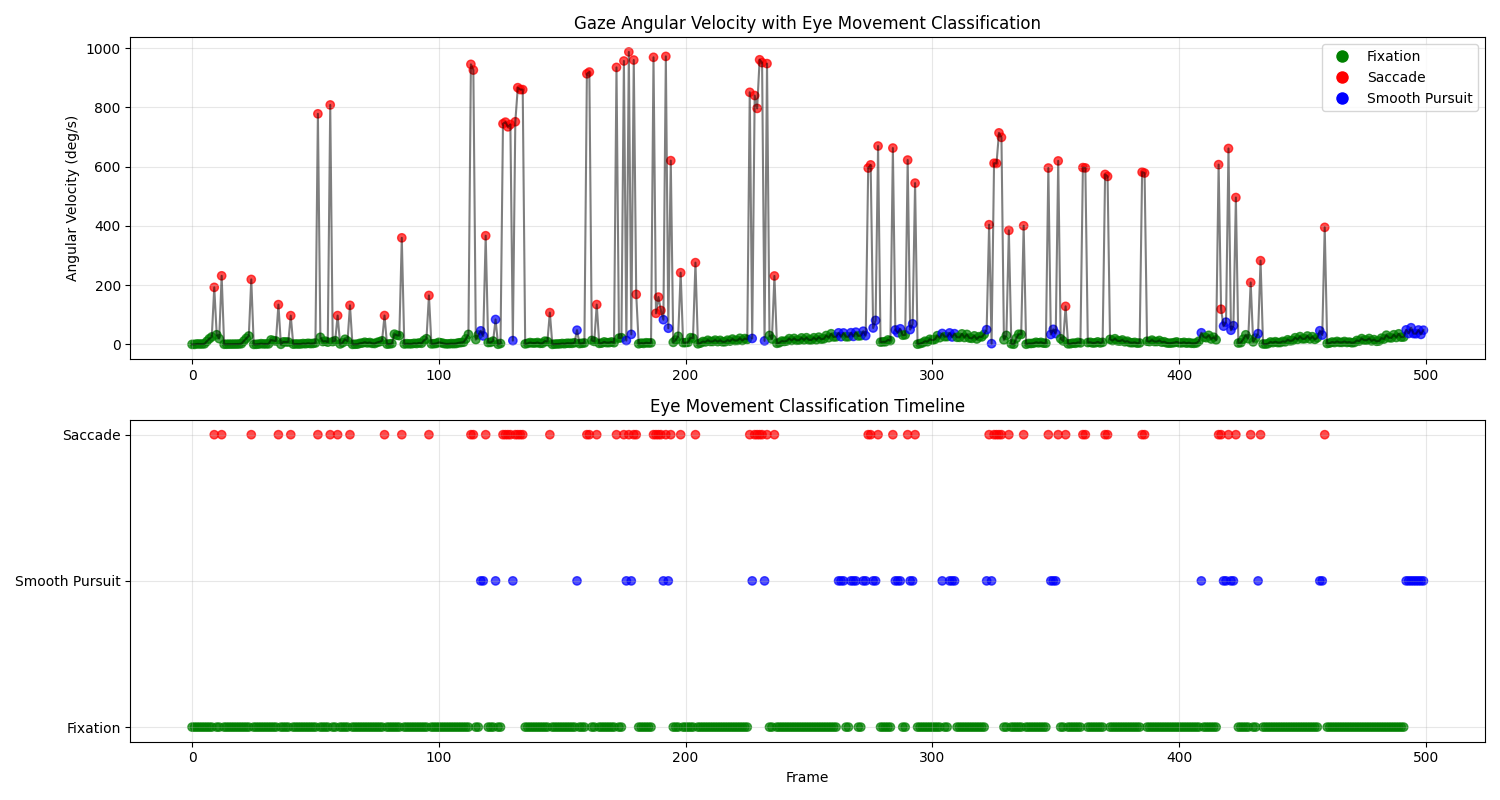 Gaze Angular Velocity with Eye Movement Classification
Angular Velocity (deg/s)
1000
800
600
400
200
0
Fixation
Saccade
Smooth Pursuit
0 100 200 300 400 500
Eye Movement Classification Timeline
Saccade
Smooth Pursuit
Fixation
0 100 200 300 400 500
Frame